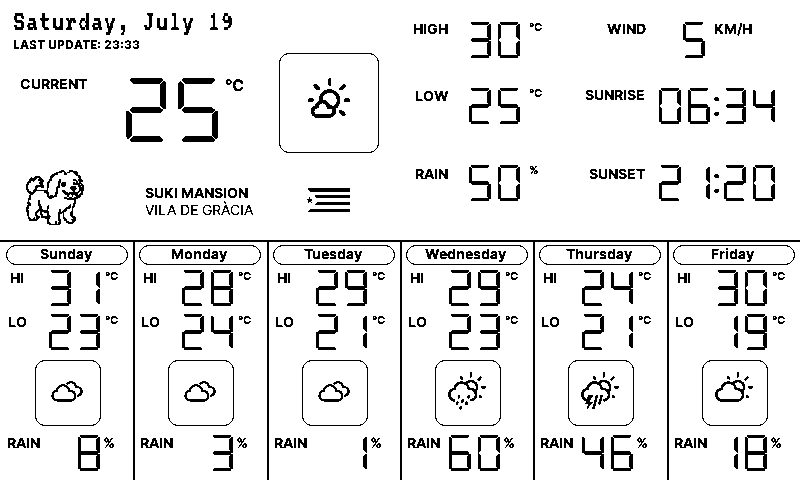 Saturday, July 19
LAST UPDATE: 23:33
CURRENT 25 °C
HIGH 30 °C
WIND 5 KM/H
LOW 25 °C
SUNRISE 06:34
RAIN 50 %
SUNSET 21:20
SUKI MANSION
VILA DE GRÀCIA
Sunday
HI 31 °C
LO 23 °C
RAIN 8 %
Monday
HI 28 °C
LO 24 °C
RAIN 3 %
Tuesday
HI 29 °C
LO 21 °C
RAIN 1 %
Wednesday
HI 29 °C
LO 23 °C
RAIN 60 %
Thursday
HI 24 °C
LO 21 °C
RAIN 46 %
Friday
HI 30 °C
LO 19 °C
RAIN 18 %